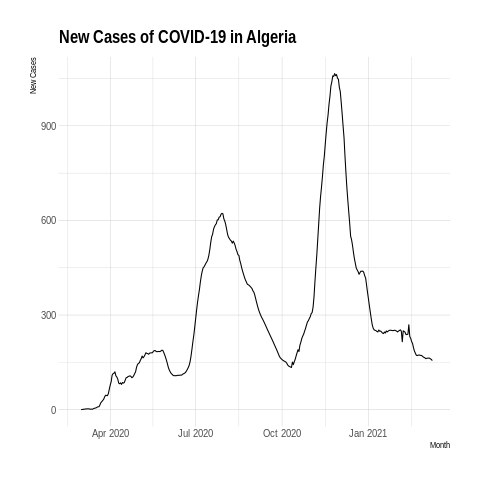 New Cases of COVID-19 in Algeria
New Cases
900
600
300
0
Apr 2020 Jul 2020 Oct 2020 Jan 2021
Month